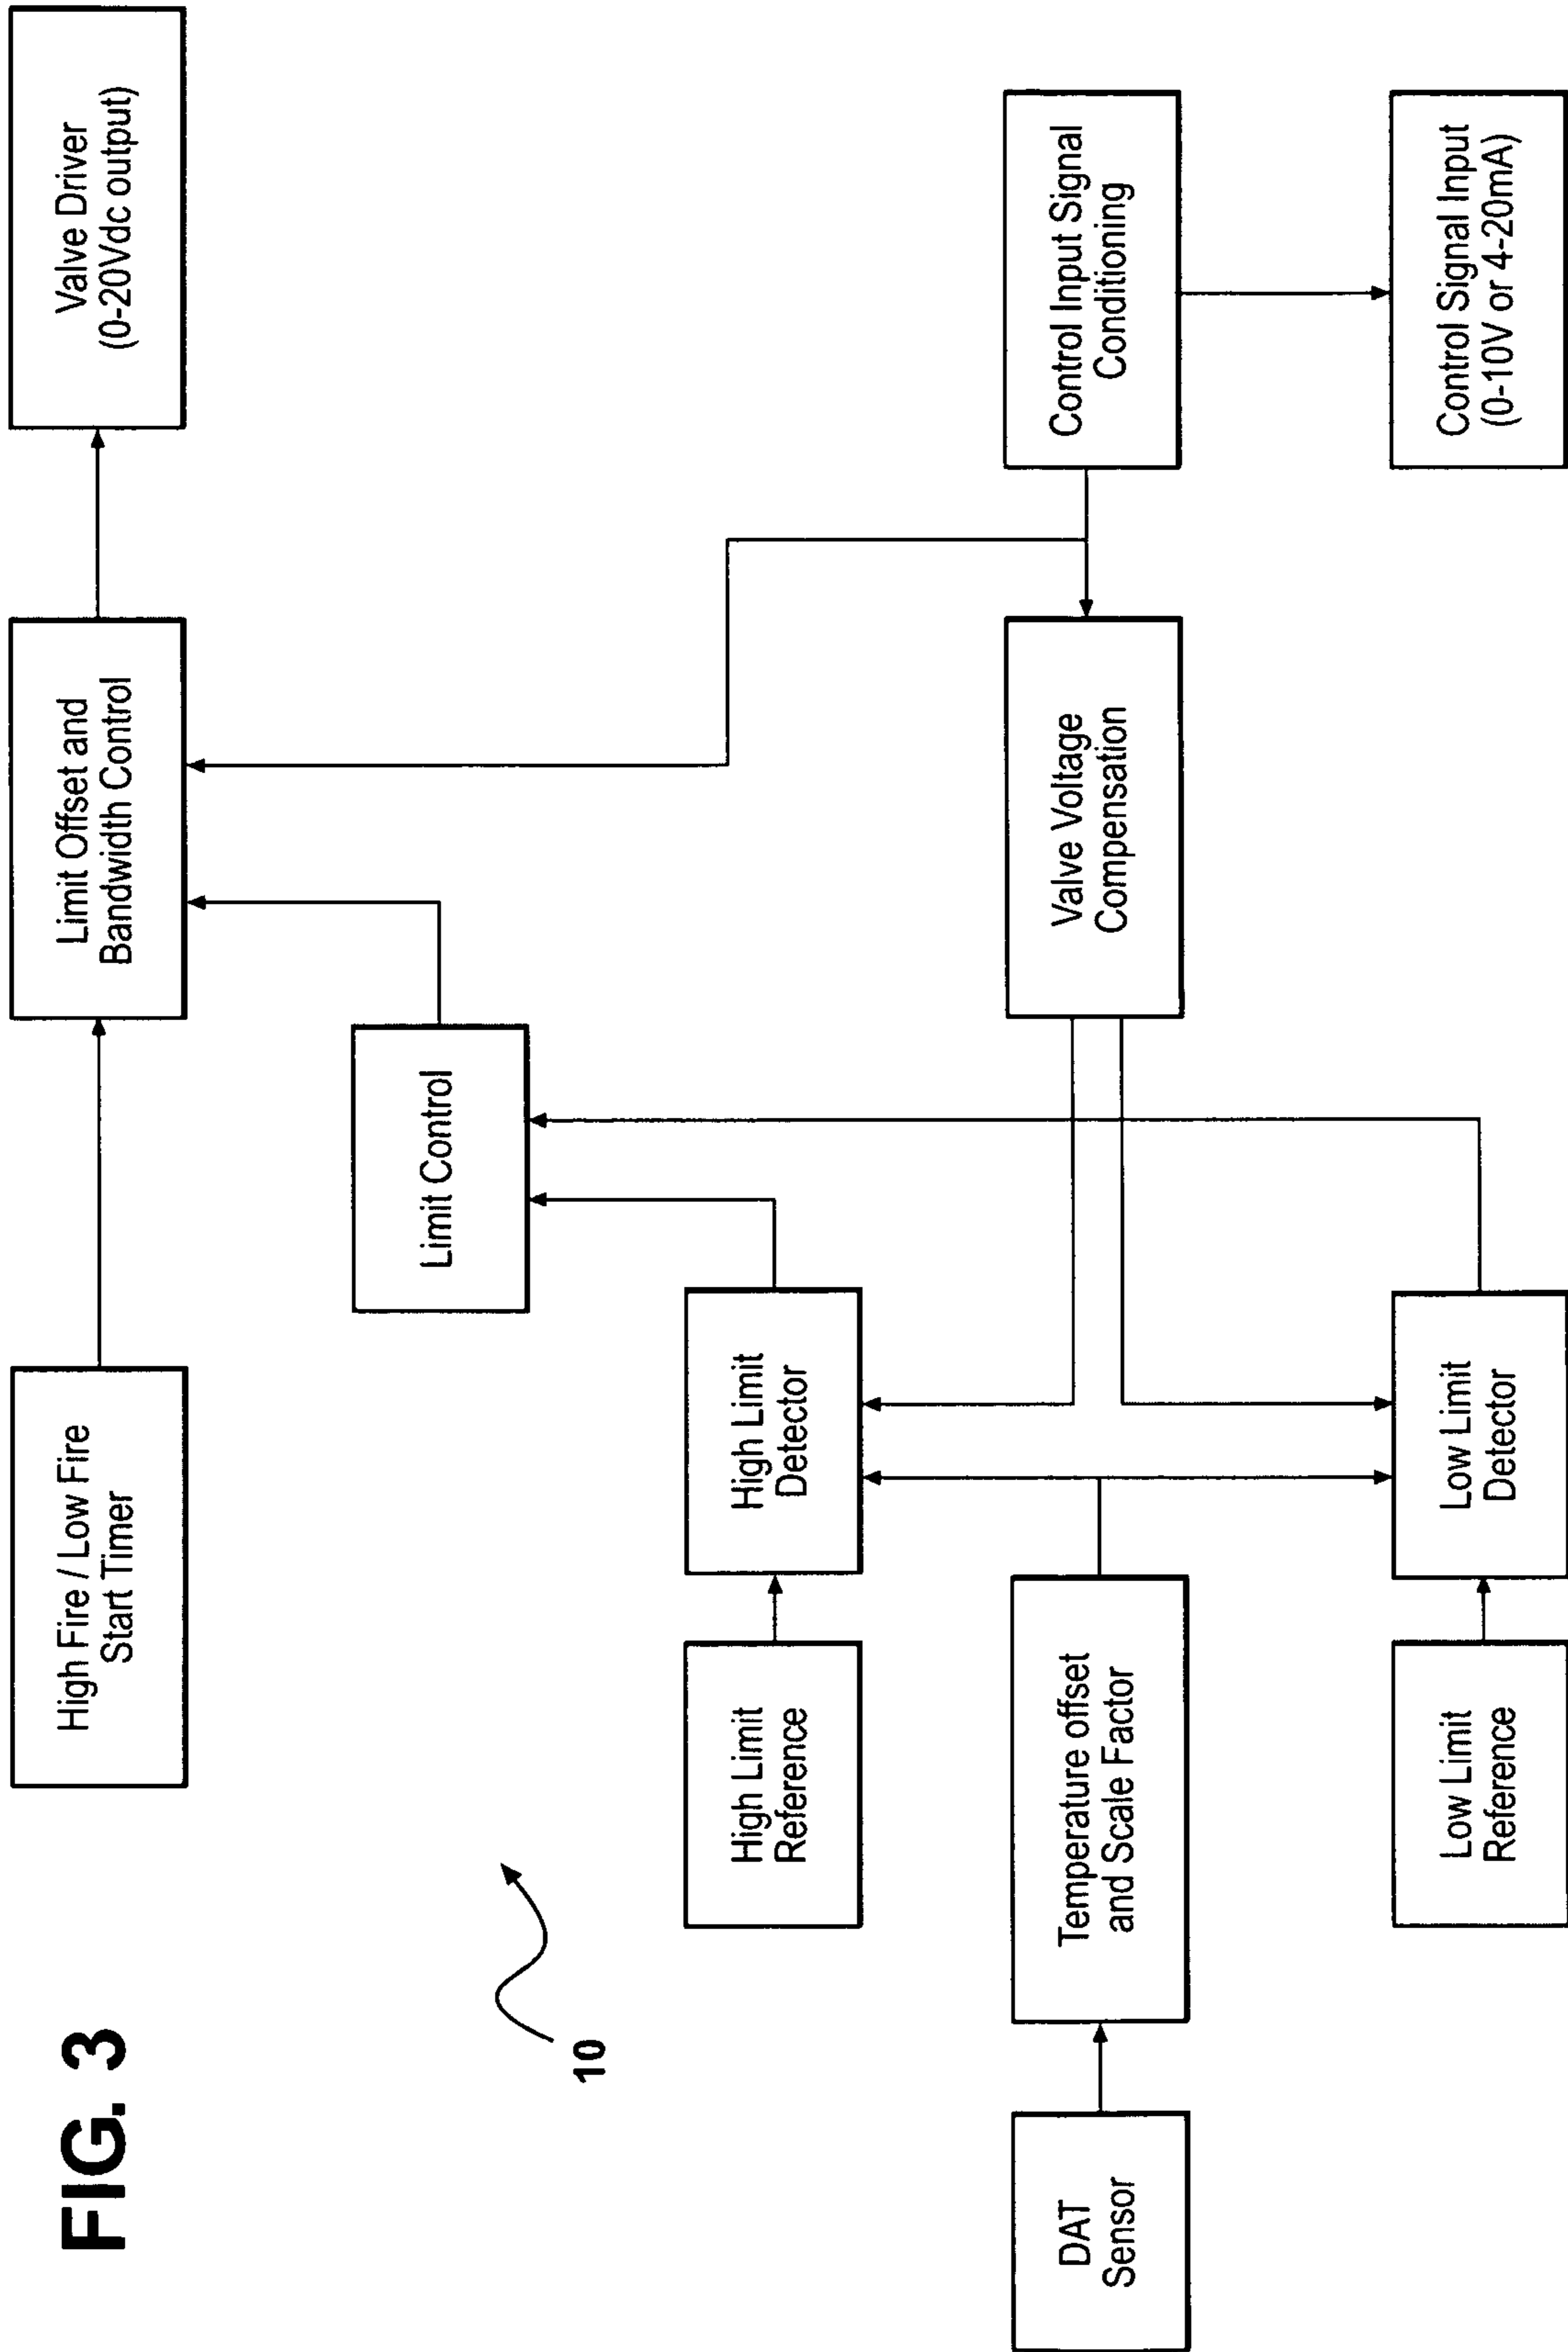 FIG. 3
10
High Fire / Low Fire
Start Timer
Limit Offset and
Bandwidth Control
Valve Driver
(0-20Vdc output)
Limit Control
High Limit
Reference
High Limit
Detector
DAT
Sensor
Temperature offset
and Scale Factor
Valve Voltage
Compensation
Control Input Signal
Conditioning
Low Limit
Reference
Low Limit
Detector
Control Signal Input
(0-10V or 4-20mA)